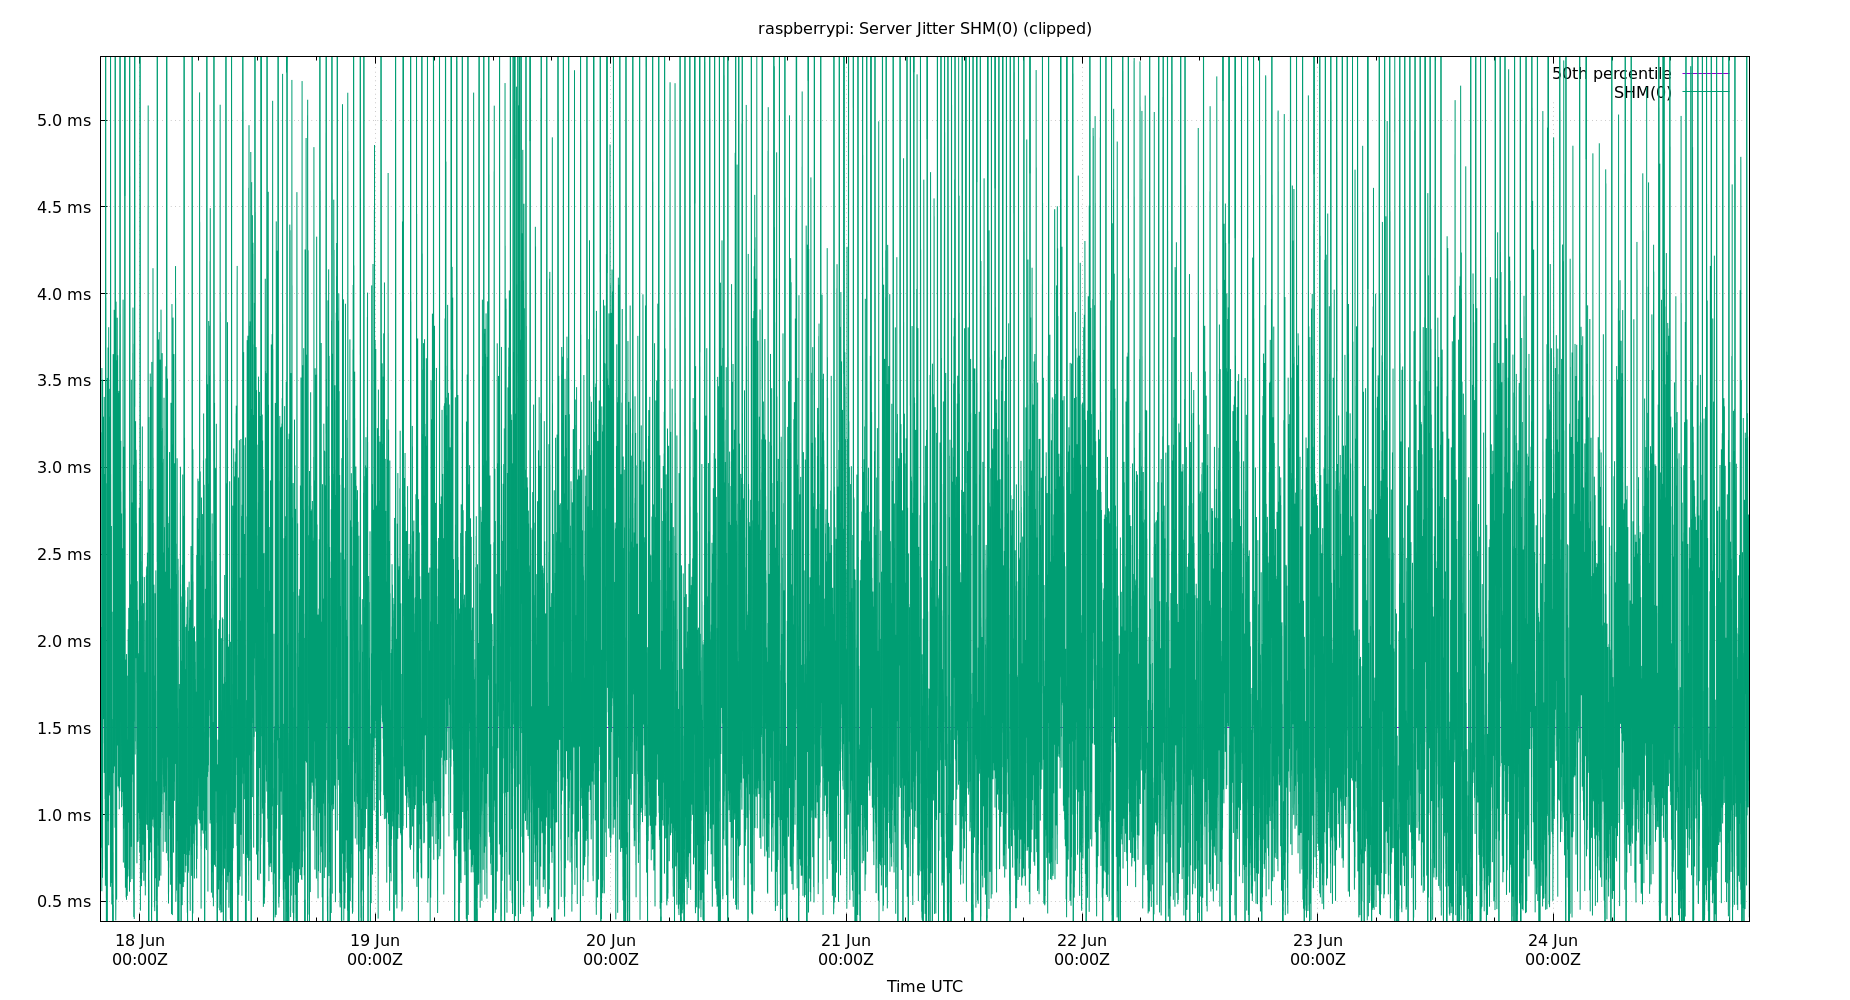 raspberrypi: Server Jitter SHM(0) (clipped)
50th percentile
SHM(0)
5.0 ms
4.5 ms
4.0 ms
3.5 ms
3.0 ms
2.5 ms
2.0 ms
1.5 ms
1.0 ms
0.5 ms
18 Jun 19 Jun 20 Jun 21 Jun 22 Jun 23 Jun 24 Jun
00:00Z 00:00Z 00:00Z 00:00Z 00:00Z 00:00Z 00:00Z
Time UTC